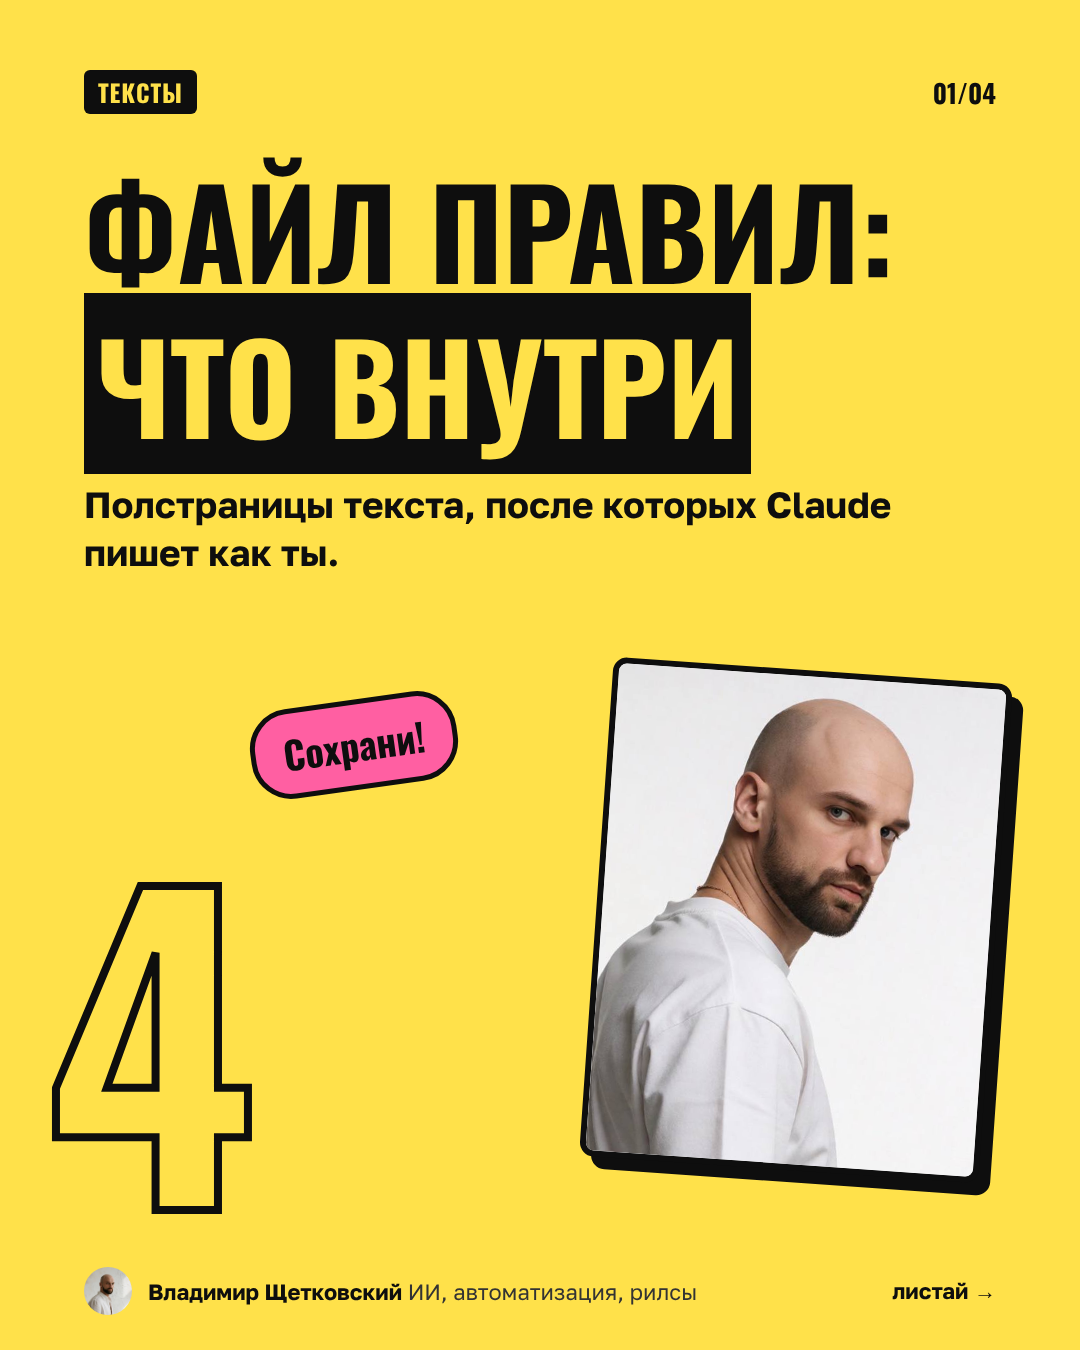 ТЕКСТЫ
01/04
ФАЙЛ ПРАВИЛ:
ЧТО ВНУТРИ
Полстраницы текста, после которых Claude
пишет как ты.
Сохрани!
4
Владимир Щетковский ИИ, автоматизация, рилсы
листай →